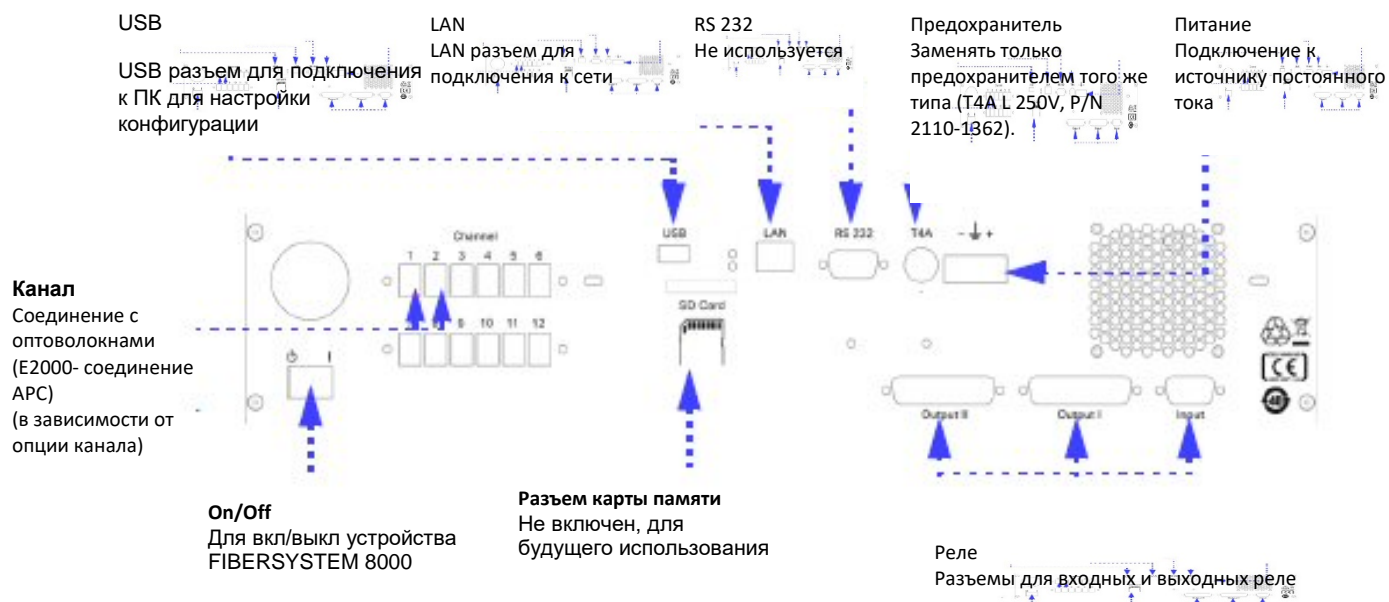 USB
USB разъем для подключения
к ПК для настройки
конфигурации
LAN
LAN разъем для
подключения к сети
RS 232
Не используется
Предохранитель
Заменять только
предохранителем того же
типа (T4A L 250V, P/N
2110-1362).
Питание
Подключение к
источнику постоянного
тока
Channel
1 2 3 4 5 6
USB
LAN
RS 232
T4A
- +
SD Card
Канал
Соединение с
оптоволокнами
(E2000- соединение
APC)
(в зависимости от
опции канала)
8 9 10 11 12
Output II
Output I
Input
CE
On/Off
Для вкл/выкл устройства
FIBERSYSTEM 8000
Разъем карты памяти
Не включен, для
будущего использования
Реле
Разъемы для входных и выходных реле